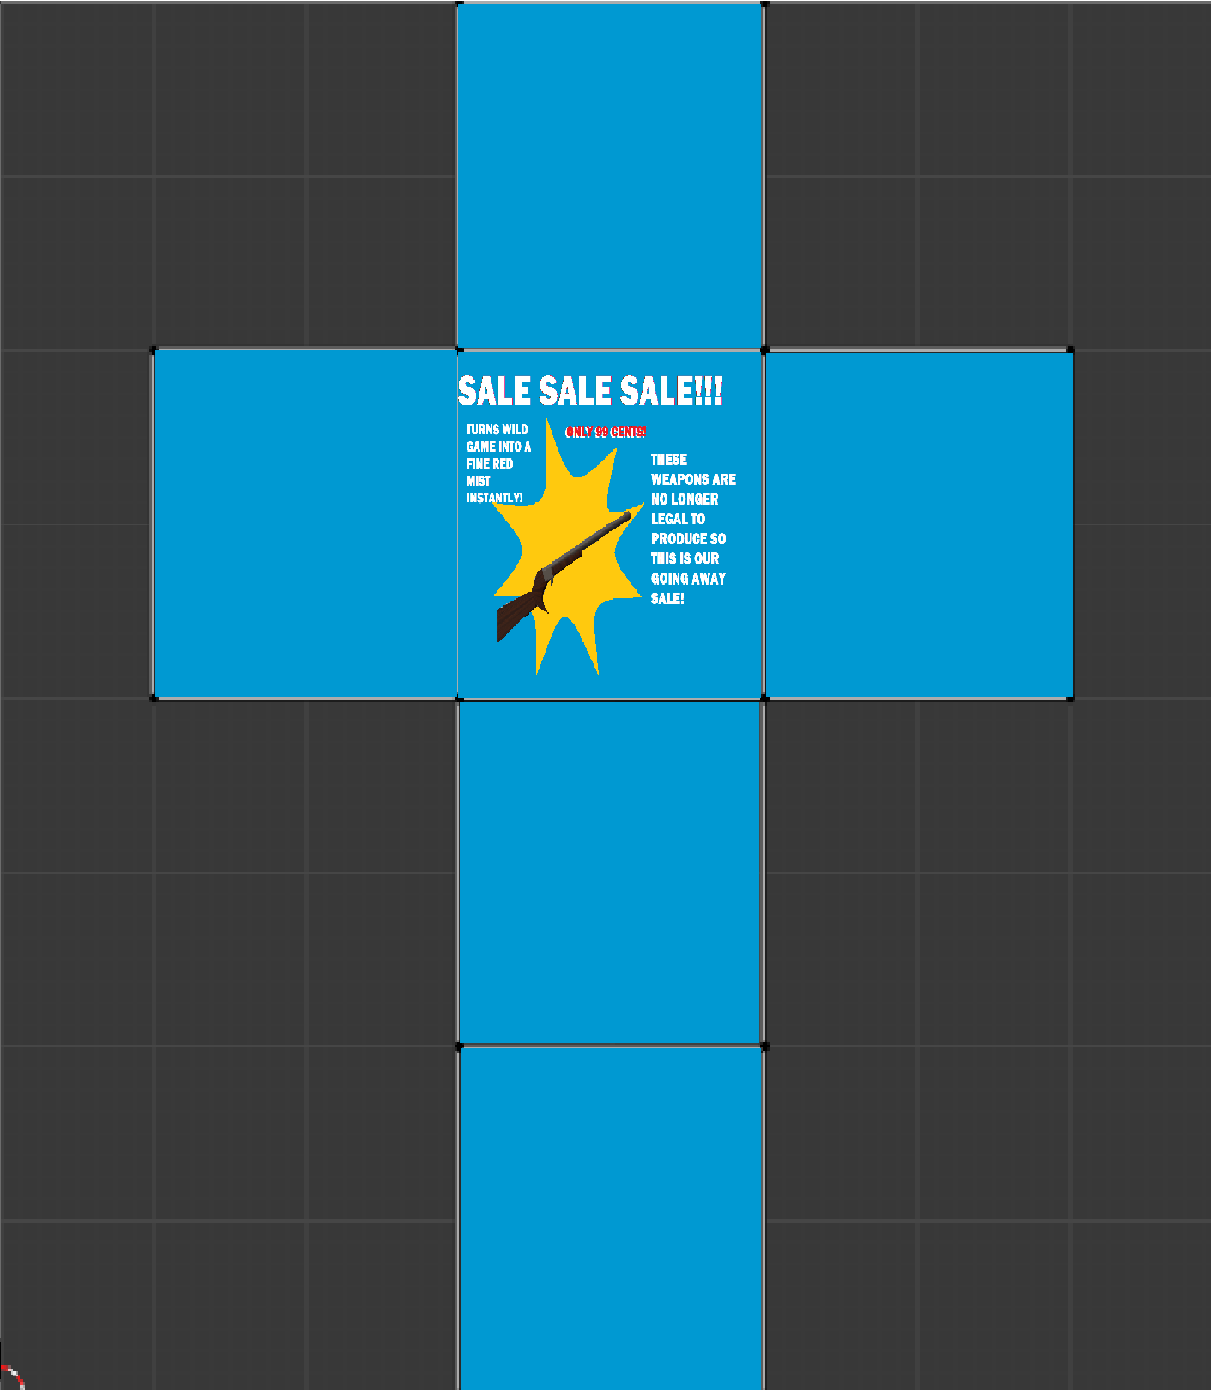 SALE SALE SALE!!!
TURNS WILD
GAME INTO A
FINE RED
MIST
INSTANTLY!
ONLY 99 CENTS!
THESE
WEAPONS ARE
NO LONGER
LEGAL TO
PRODUCE SO
THIS IS OUR
GOING AWAY
SALE!